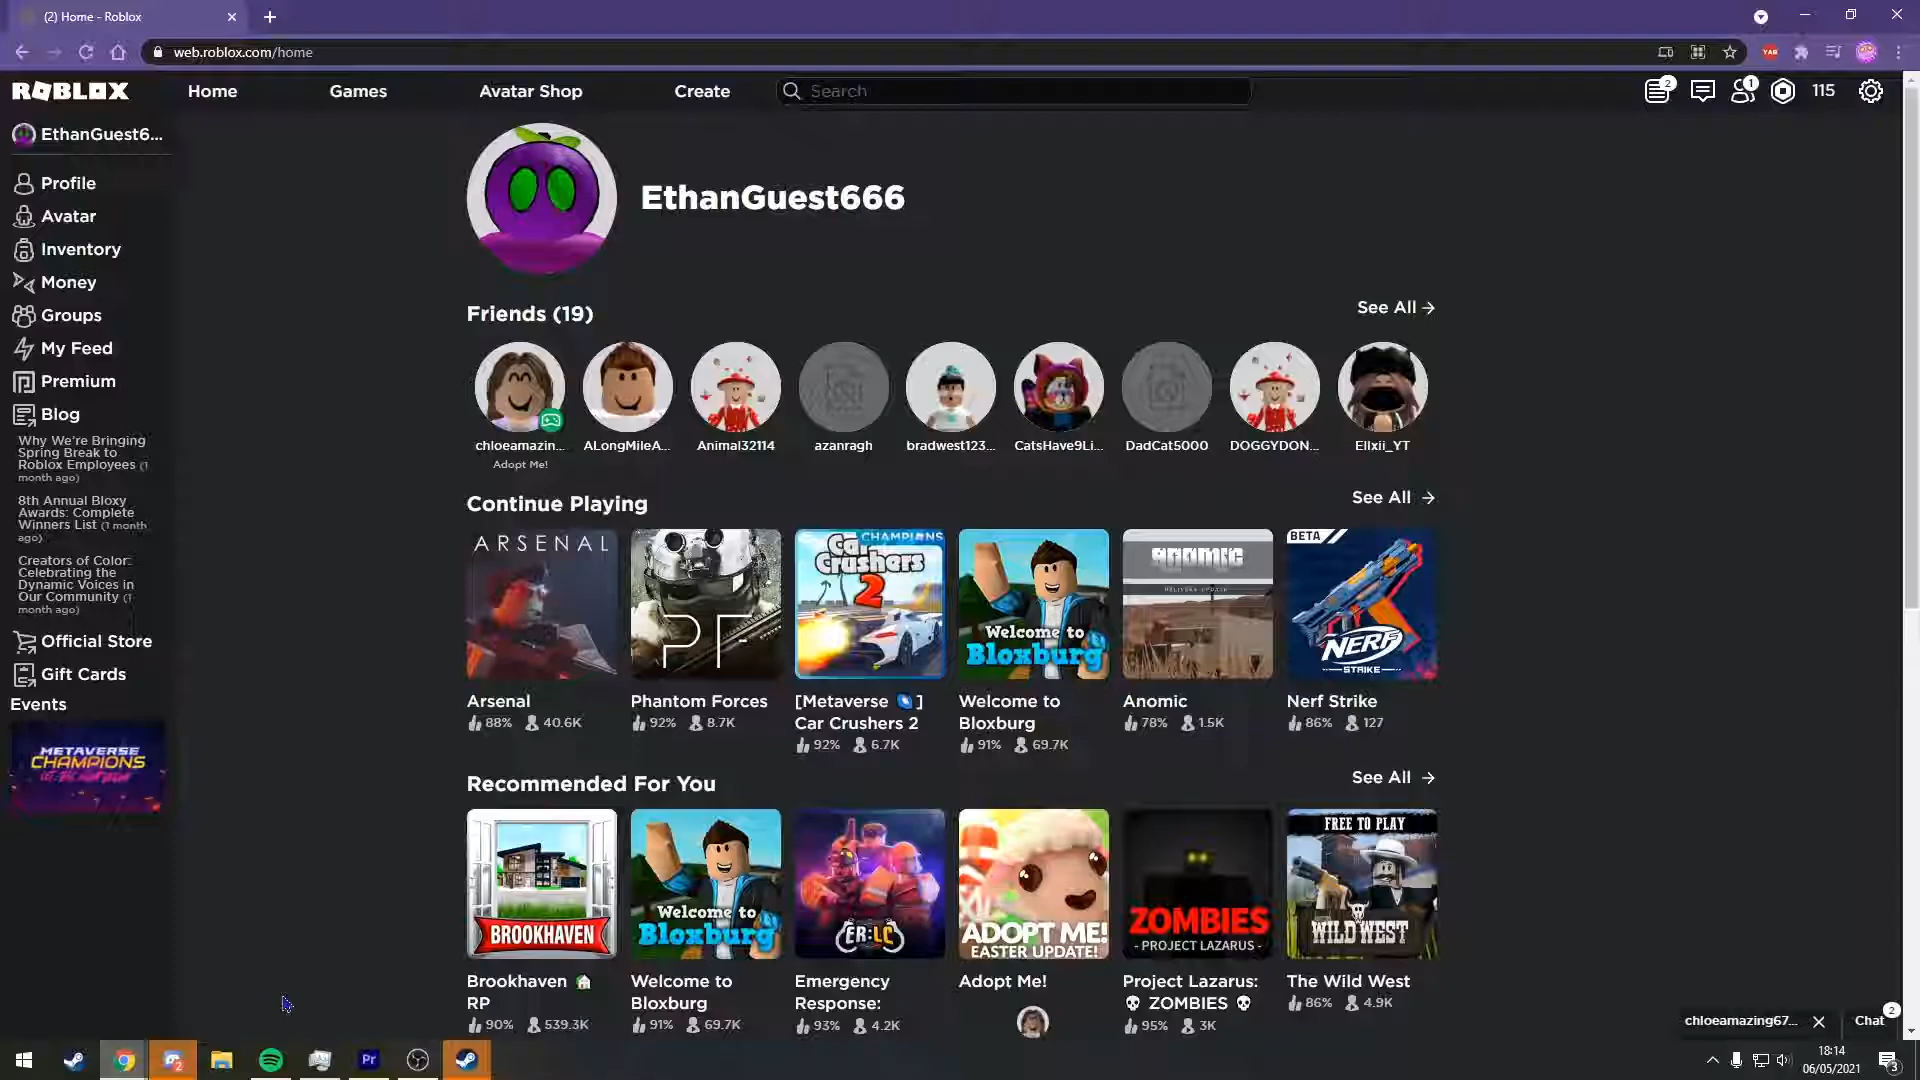 (2) Home - Roblox
web.roblox.com/home
YAB
ROBLOX
Home
Games
Avatar Shop
Create
Search
2
1
115
EthanGuest6...
Profile
Avatar
Inventory
Money
Groups
My Feed
Premium
Blog
Why We're Bringing
Spring Break to
Roblox Employees (1
month ago)
8th Annual Bloxy
Awards: Complete
Winners List (1 month
ago)
Creators of Color:
Celebrating the
Dynamic Voices in
Our Community (1
month ago)
Official Store
Gift Cards
Events
METAVERSE
CHAMPIONS
EthanGuest666
Friends (19)
See All
chloeamazin...
Adopt Me!
ALongMileA...
Animal32114
azanragh
bradwest123...
CatsHave9Li...
DadCat5000
DOGGYDON...
Ellxii_YT
Continue Playing
See All
ARSENAL
PF
CHAMPIONS
Car
Crushers
2
Welcome to
Bloxburg
anomic
BETA
NERF
STRIKE
Arsenal
88% 40.6K
Phantom Forces
92% 8.7K
[Metaverse ]
Car Crushers 2
92% 6.7K
Welcome to
Bloxburg
91% 69.7K
Anomic
78% 1.5K
Nerf Strike
86% 127
Recommended For You
See All
BROOKHAVEN
Welcome to
Bloxburg
ER:LC
ADOPT ME!
EASTER UPDATE!
ZOMBIES
- PROJECT LAZARUS -
FREE TO PLAY
WILD WEST
Brookhaven
RP
90% 539.3K
Welcome to
Bloxburg
91% 69.7K
Emergency
Response:
93% 4.2K
Adopt Me!
Project Lazarus:
ZOMBIES
95% 3K
The Wild West
86% 4.9K
chloeamazing67...
Chat
2
2
Pr
18:14
06/05/2021
3